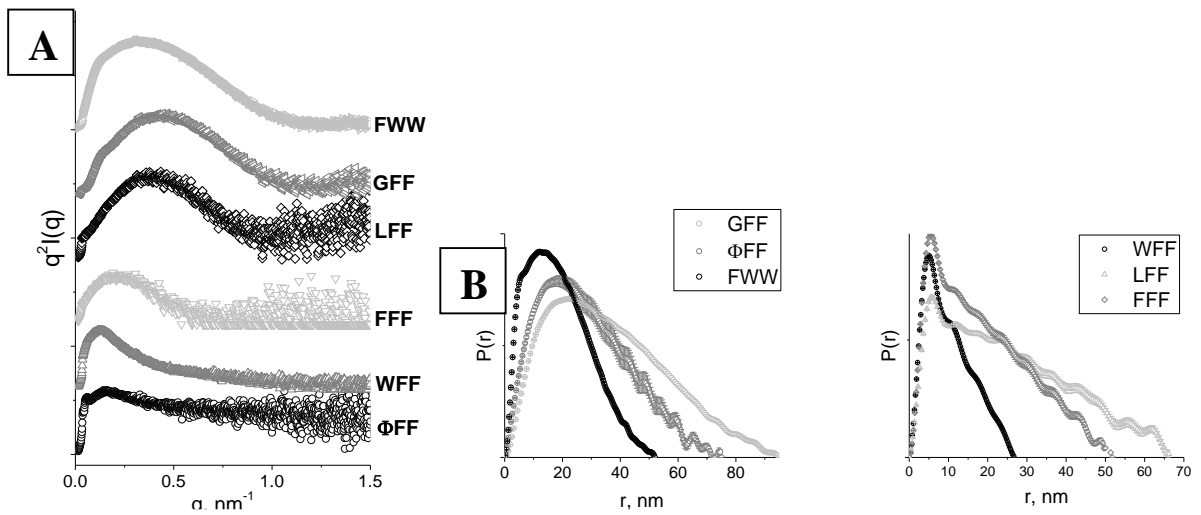 A
q²I(q)
FWW
GFF
LFF
FFF
WFF
ΦFF
0.0 0.5 1.0 1.5
q, nm⁻¹
B
GFF
ΦFF
FWW
P(r)
0 20 40 60 80
r, nm
WFF
LFF
FFF
P(r)
0 10 20 30 40 50 60 70
r, nm